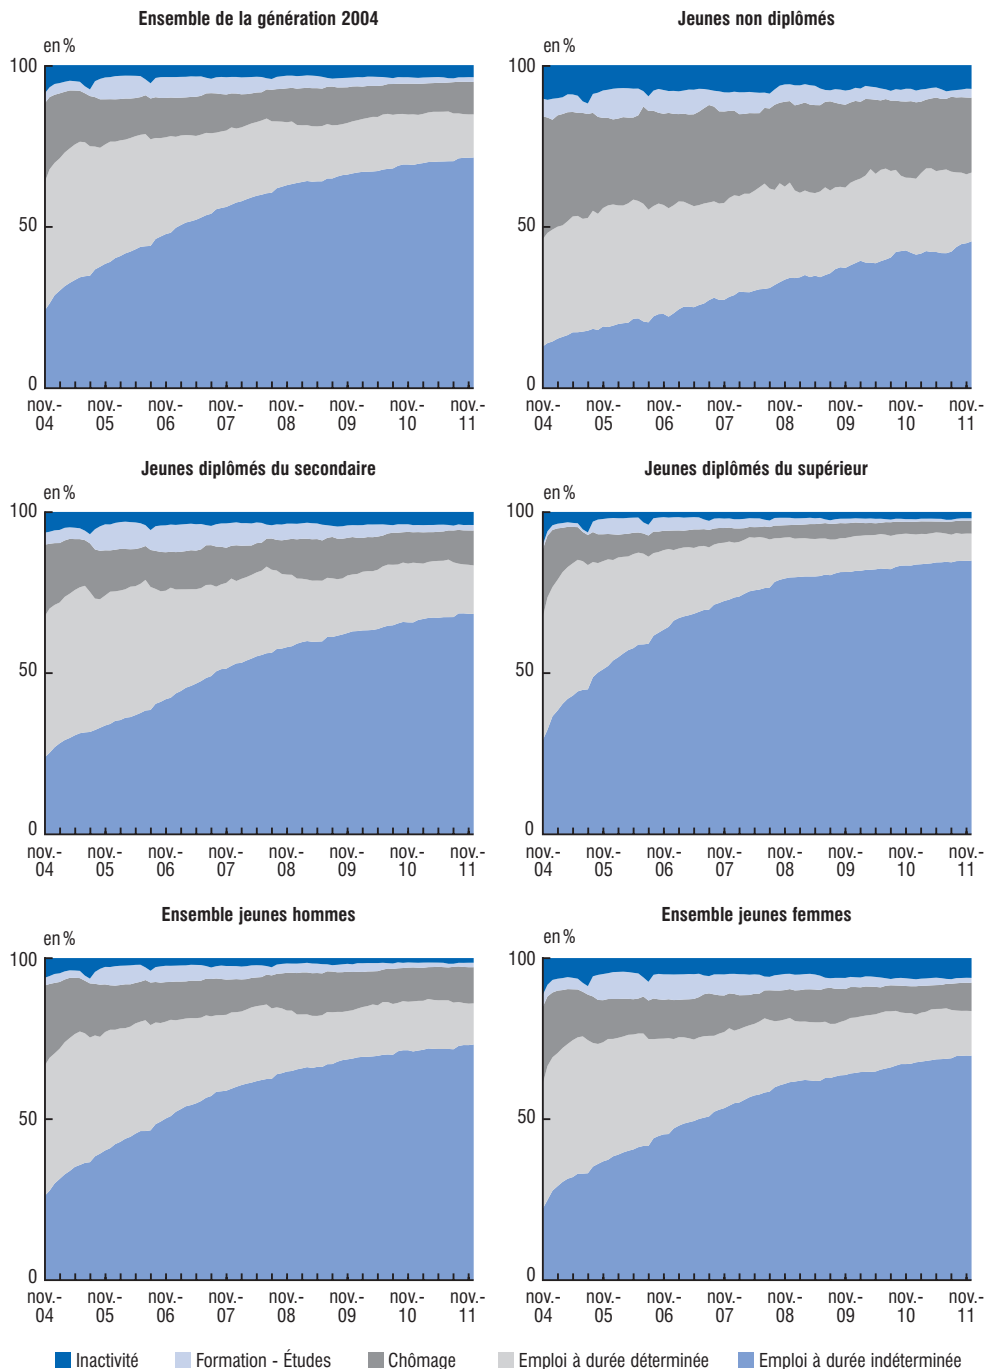 Ensemble de la génération 2004
en %
100
50
0
nov.-04 nov.-05 nov.-06 nov.-07 nov.-08 nov.-09 nov.-10 nov.-11
Jeunes non diplômés
en %
100
50
0
nov.-04 nov.-05 nov.-06 nov.-07 nov.-08 nov.-09 nov.-10 nov.-11
Jeunes diplômés du secondaire
en %
100
50
0
nov.-04 nov.-05 nov.-06 nov.-07 nov.-08 nov.-09 nov.-10 nov.-11
Jeunes diplômés du supérieur
en %
100
50
0
nov.-04 nov.-05 nov.-06 nov.-07 nov.-08 nov.-09 nov.-10 nov.-11
Ensemble jeunes hommes
en %
100
50
0
nov.-04 nov.-05 nov.-06 nov.-07 nov.-08 nov.-09 nov.-10 nov.-11
Ensemble jeunes femmes
en %
100
50
0
nov.-04 nov.-05 nov.-06 nov.-07 nov.-08 nov.-09 nov.-10 nov.-11
Inactivité Formation - Études Chômage Emploi à durée déterminée Emploi à durée indéterminée